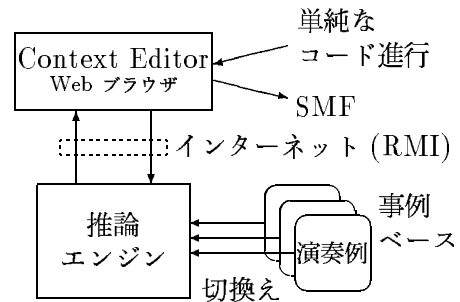 Context Editor
Web ブラウザ
単純な
コード進行
SMF
インターネット (RMI)
推論
エンジン
演奏例
事例
ベース
切換え